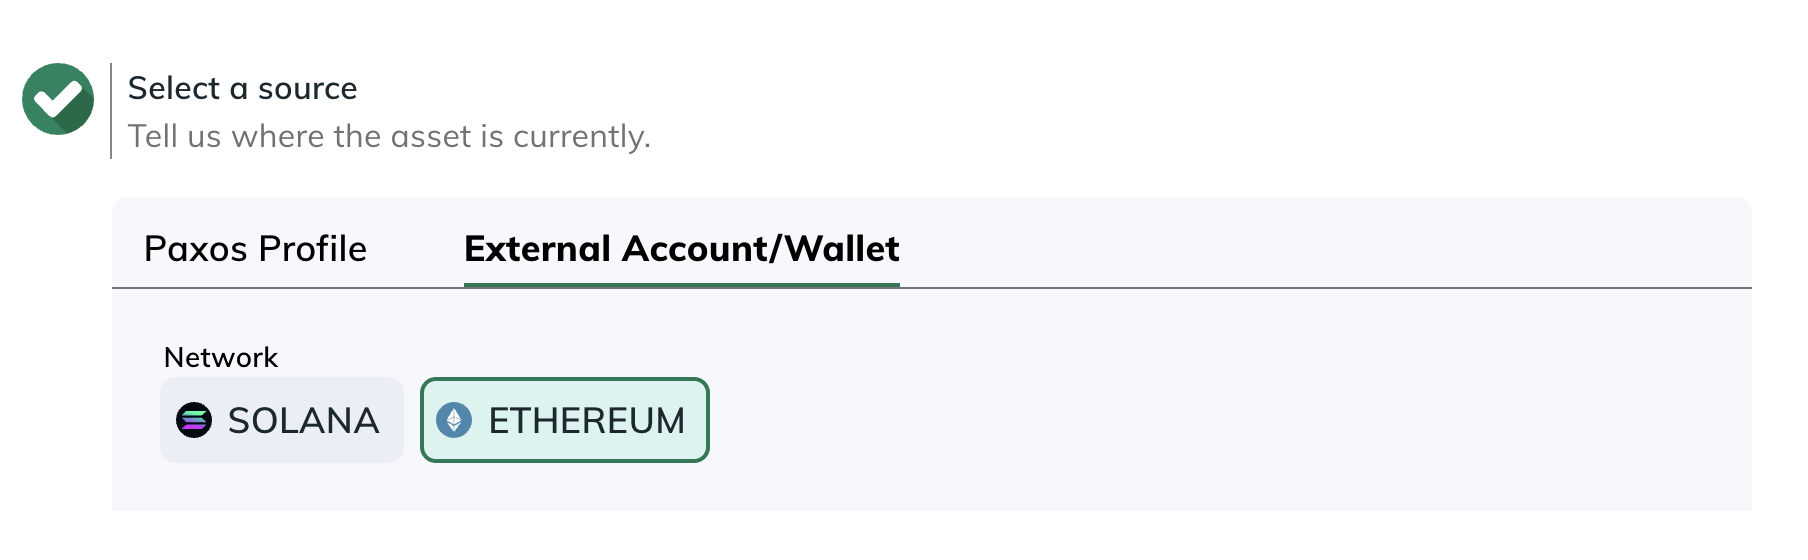 Select a source
Tell us where the asset is currently.
Paxos Profile External Account/Wallet
Network
SOLANA ETHEREUM